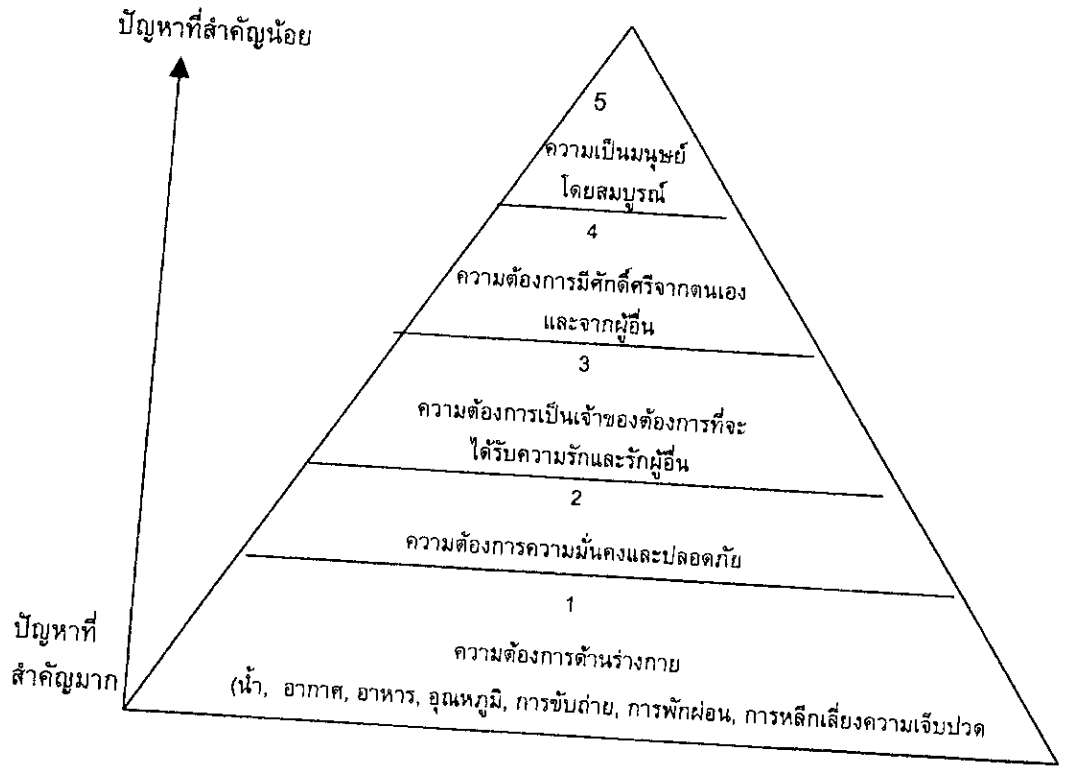 ปัญหาที่สำคัญน้อย
5
ความเป็นมนุษย์
โดยสมบูรณ์
4
ความต้องการมีศักดิ์ศรีจากตนเอง
และจากผู้อื่น
3
ความต้องการเป็นเจ้าของต้องการที่จะ
ได้รับความรักและรักผู้อื่น
2
ความต้องการความมั่นคงและปลอดภัย
1
ปัญหาที่
สำคัญมาก
ความต้องการด้านร่างกาย
(น้ำ, อากาศ, อาหาร, อุณหภูมิ, การขับถ่าย, การพักผ่อน, การหลีกเลี่ยงความเจ็บปวด